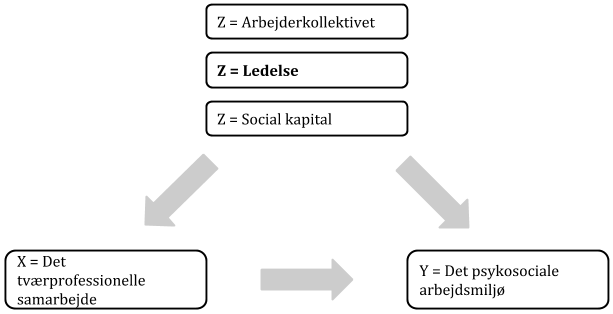 Z = Arbejderkollektivet
Z = Ledelse
Z = Social kapital
X = Det
tværprofessionelle
samarbejde
Y = Det psykosociale
arbejdsmiljø